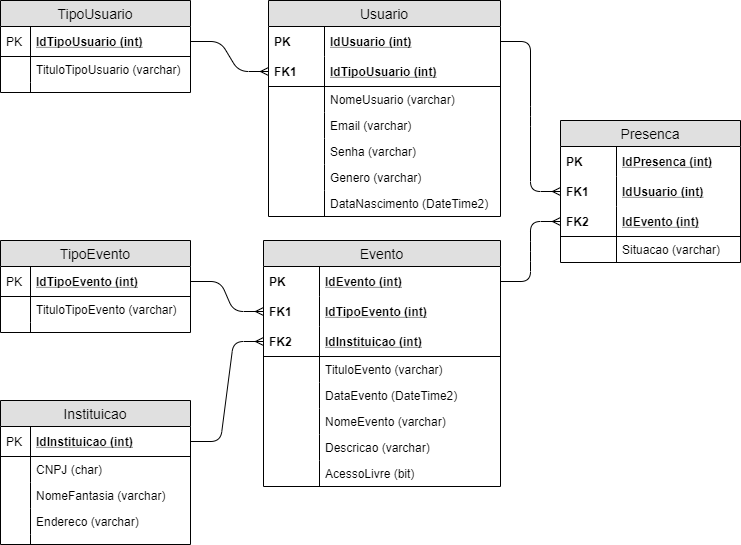 TipoUsuario
PK IdTipoUsuario (int)
TituloTipoUsuario (varchar)
Usuario
PK IdUsuario (int)
FK1 IdTipoUsuario (int)
NomeUsuario (varchar)
Email (varchar)
Senha (varchar)
Genero (varchar)
DataNascimento (DateTime2)
Presenca
PK IdPresenca (int)
FK1 IdUsuario (int)
FK2 IdEvento (int)
Situacao (varchar)
TipoEvento
PK IdTipoEvento (int)
TituloTipoEvento (varchar)
Evento
PK IdEvento (int)
FK1 IdTipoEvento (int)
FK2 IdInstituicao (int)
TituloEvento (varchar)
DataEvento (DateTime2)
NomeEvento (varchar)
Descricao (varchar)
AcessoLivre (bit)
Instituicao
PK IdInstituicao (int)
CNPJ (char)
NomeFantasia (varchar)
Endereco (varchar)